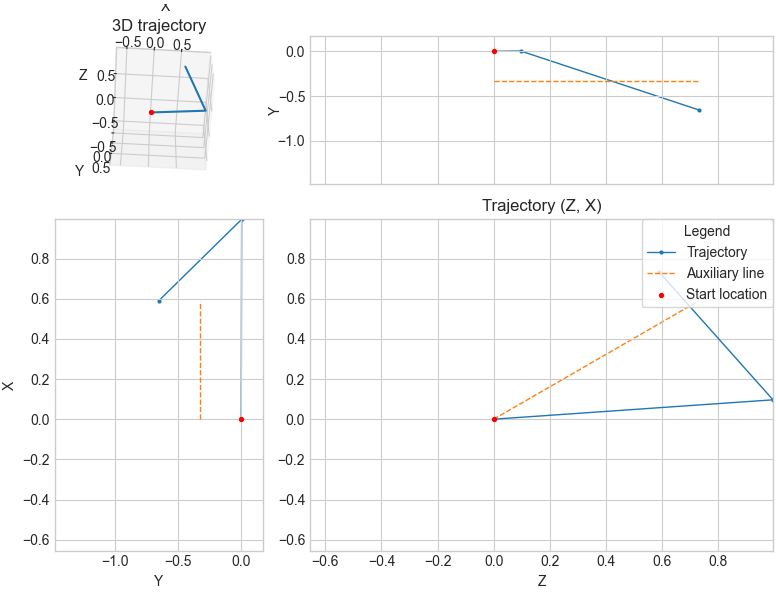 X
3D trajectory
−0.5 0.0 0.5
Z 0.5
0.0
−0.5
−0.5
0.0
Y 0.5
0.0
−0.5
−1.0
Y
Trajectory (Z, X)
Legend
Trajectory
Auxiliary line
Start location
0.8
0.6
0.4
0.2
0.0
−0.2
−0.4
−0.6
X
−1.0 −0.5 0.0
Y
0.8
0.6
0.4
0.2
0.0
−0.2
−0.4
−0.6
−0.6 −0.4 −0.2 0.0 0.2 0.4 0.6 0.8
Z